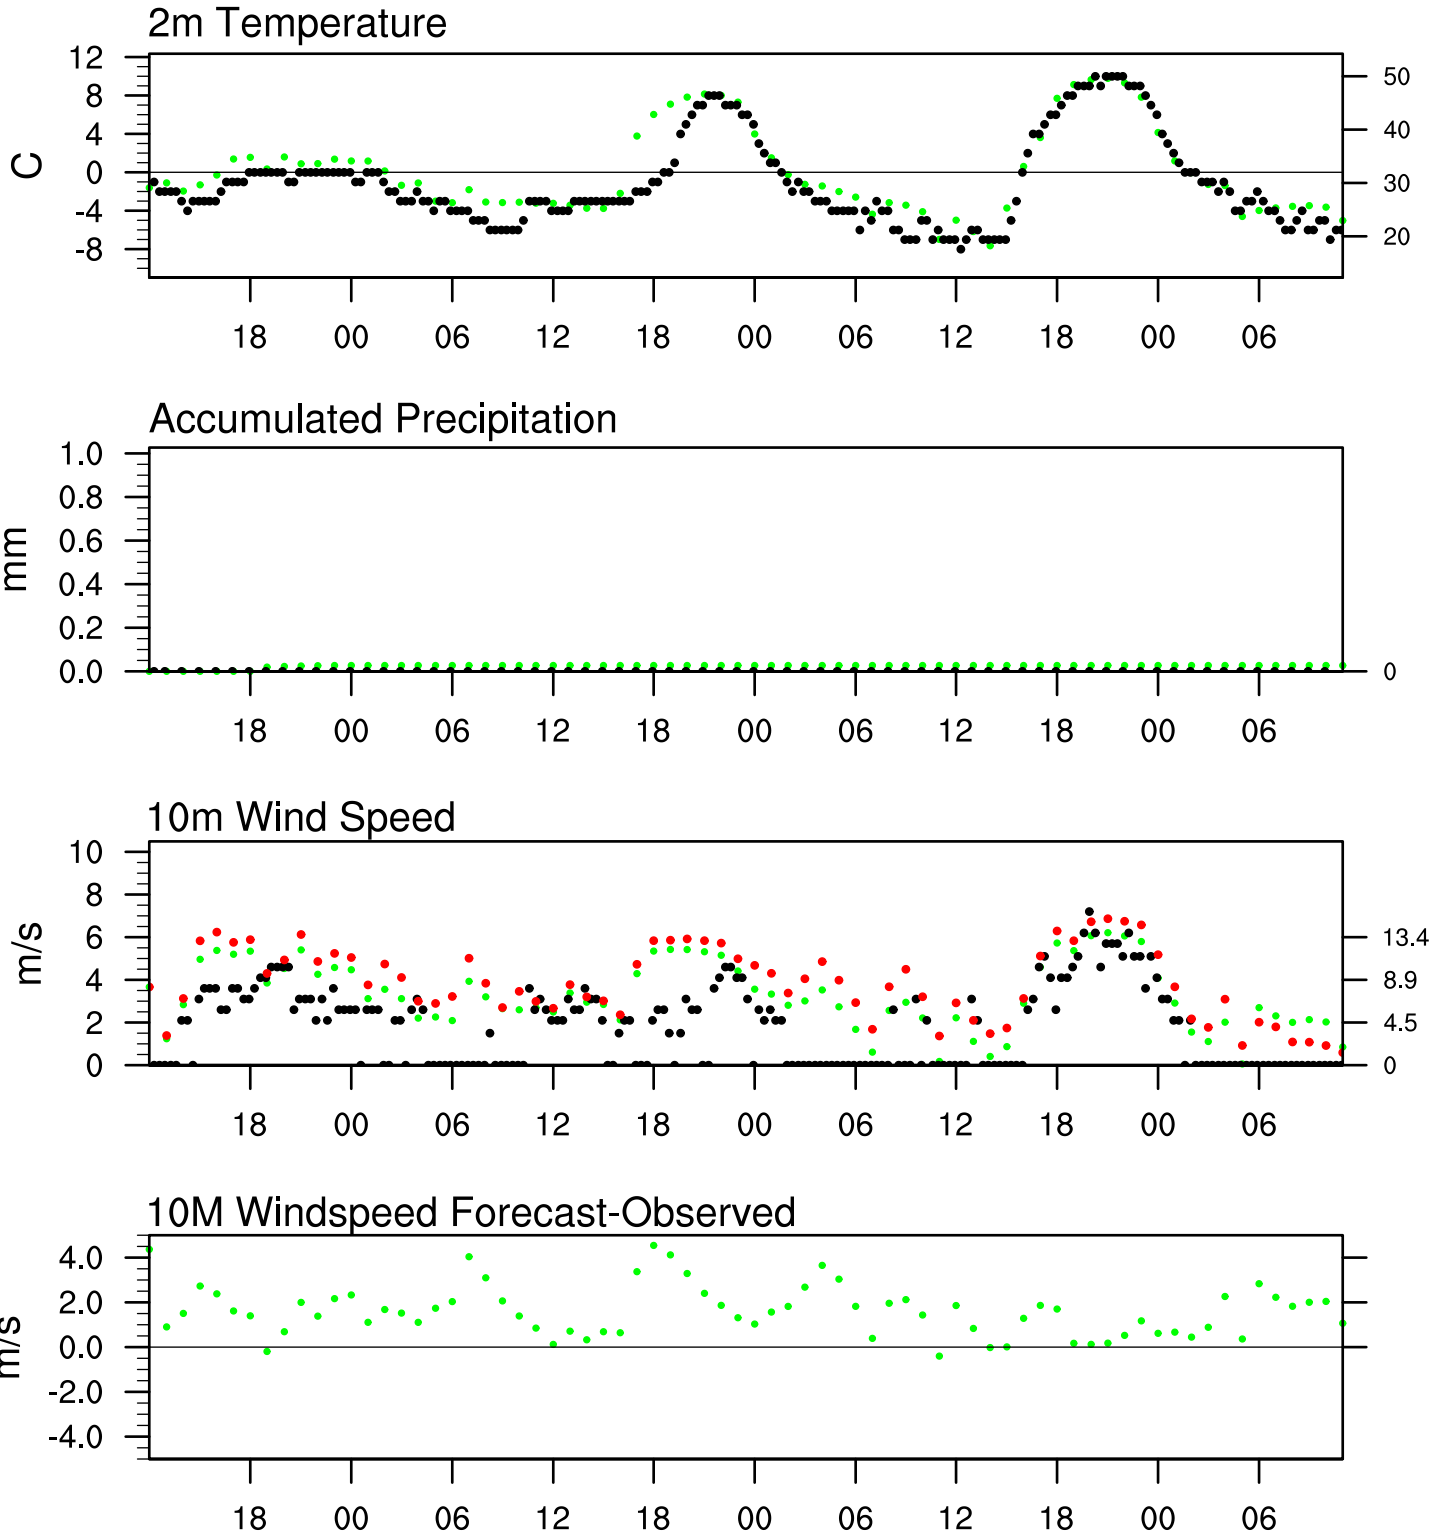 2m Temperature
12
8
4
0
-4
-8
C
50
40
30
20
18 00 06 12 18 00 06 12 18 00 06
Accumulated Precipitation
1.0
0.8
0.6
0.4
0.2
0.0
mm
0
18 00 06 12 18 00 06 12 18 00 06
10m Wind Speed
10
8
6
4
2
0
m/s
13.4
8.9
4.5
0
18 00 06 12 18 00 06 12 18 00 06
10M Windspeed Forecast-Observed
4.0
2.0
0.0
-2.0
-4.0
m/s
18 00 06 12 18 00 06 12 18 00 06